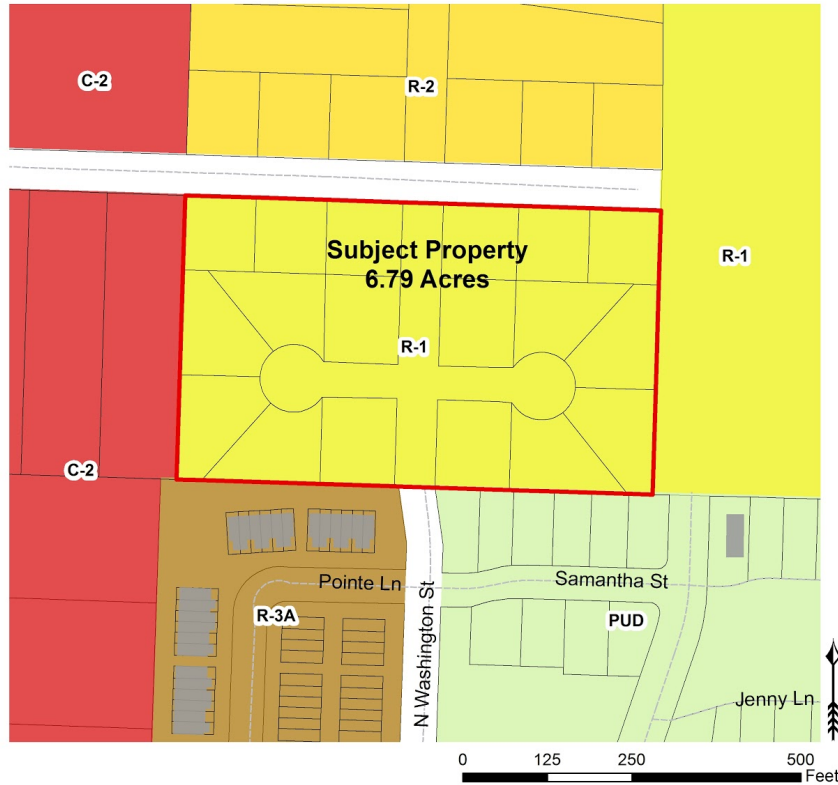 C-2
R-2
Subject Property
6.79 Acres
R-1
R-1
C-2
Pointe Ln
Samantha St
R-3A
N Washington St
PUD
Jenny Ln
0 125 250 500
Feet